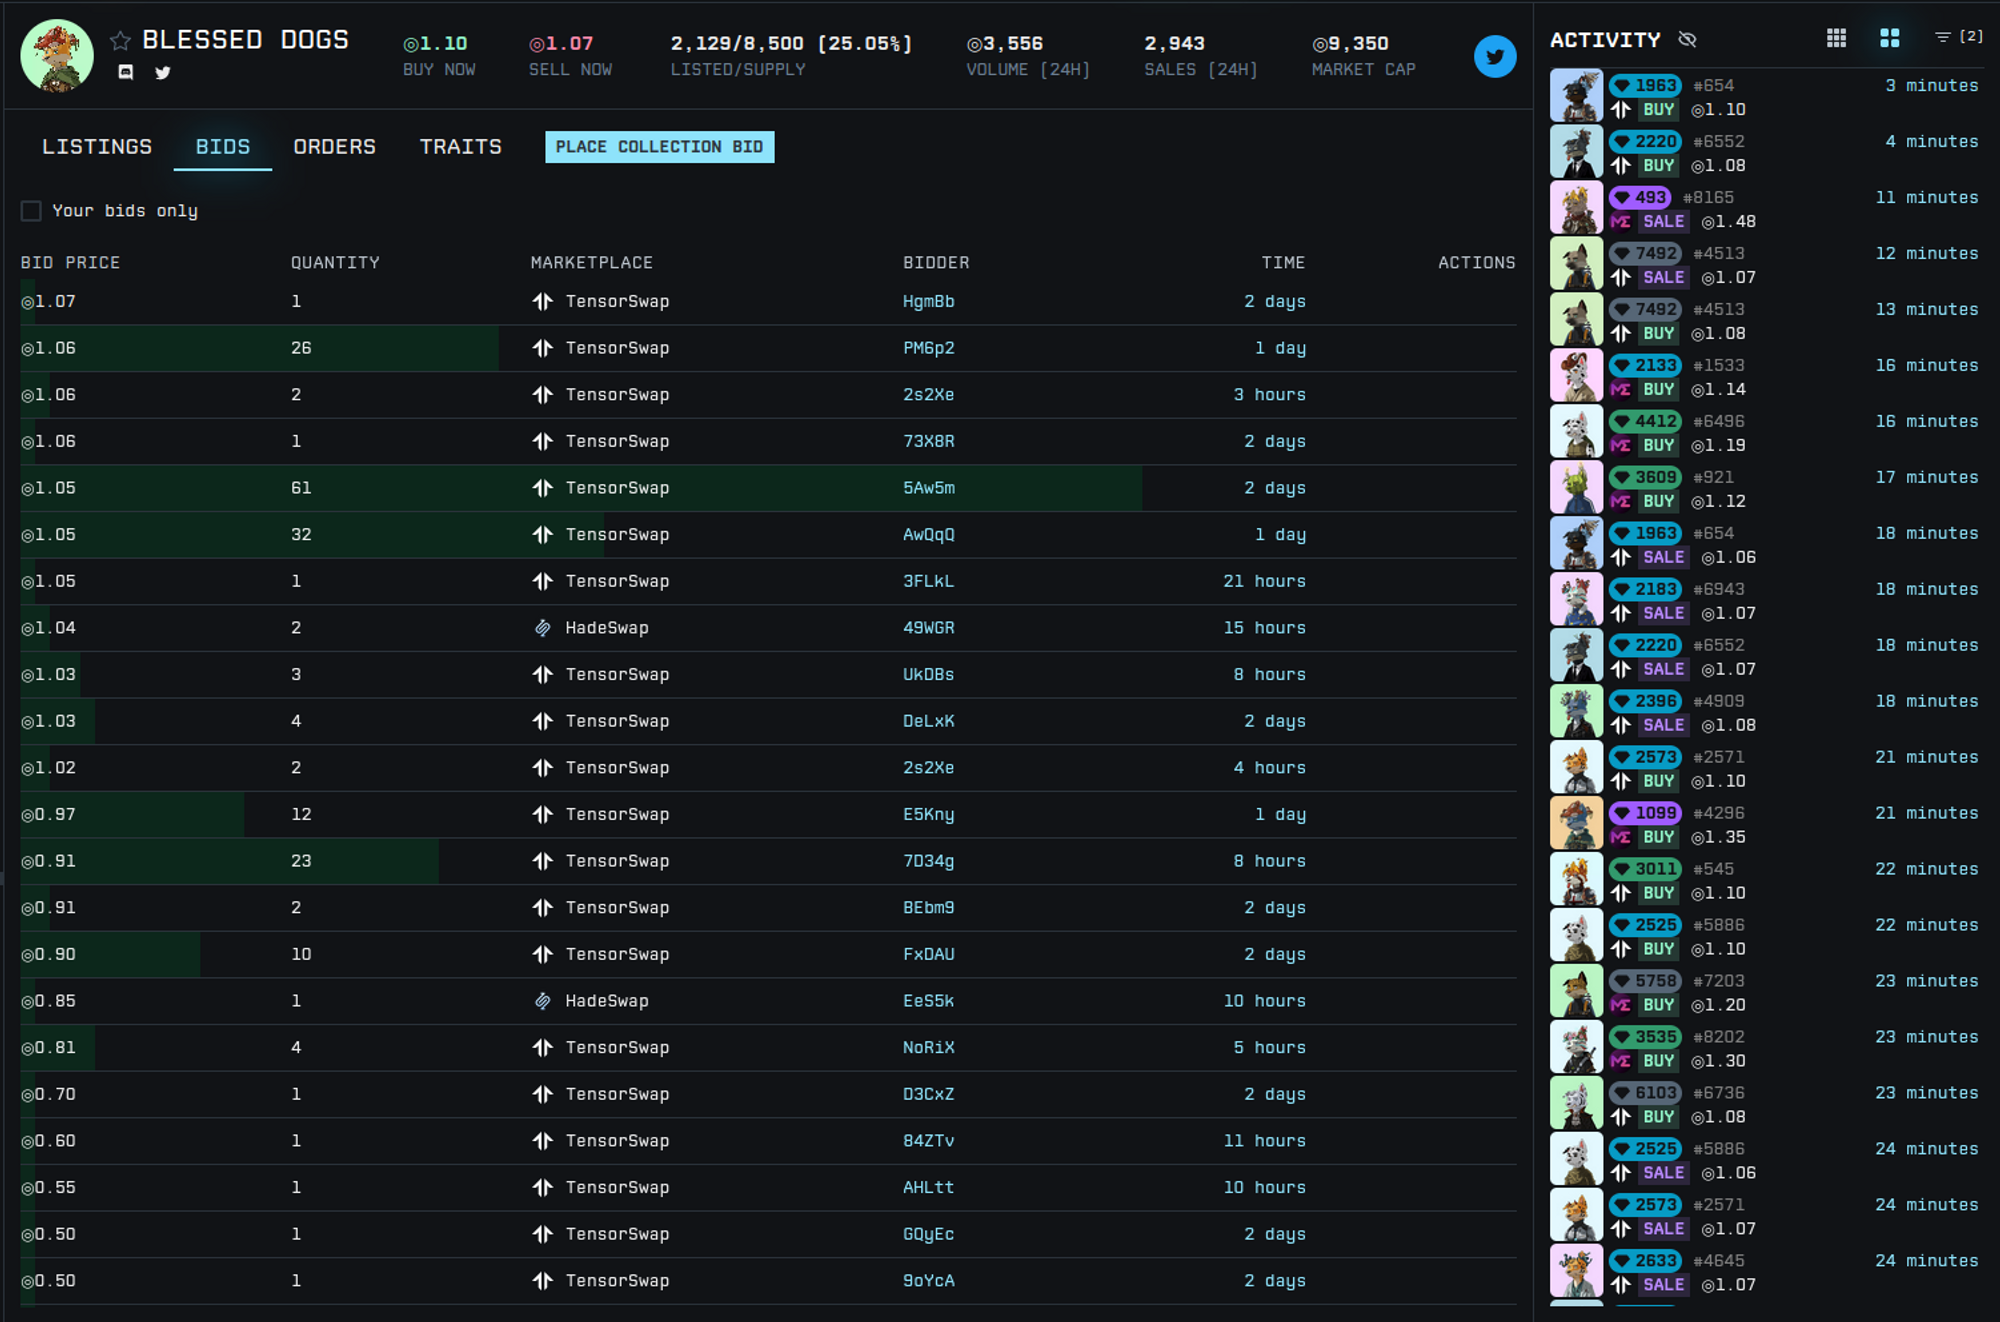 BLESSED DOGS
◎1.10
BUY NOW
◎1.07
SELL NOW
2,129/8,500 [25.05%]
LISTED/SUPPLY
◎3,556
VOLUME [24H]
2,943
SALES [24H]
◎9,350
MARKET CAP
LISTINGS BIDS ORDERS TRAITS PLACE COLLECTION BID
Your bids only
BID PRICE QUANTITY MARKETPLACE BIDDER TIME ACTIONS
◎1.07 1 TensorSwap HgmBb 2 days
◎1.06 26 TensorSwap PM6p2 1 day
◎1.06 2 TensorSwap 2s2Xe 3 hours
◎1.06 1 TensorSwap 73X8R 2 days
◎1.05 61 TensorSwap 5Aw5m 2 days
◎1.05 32 TensorSwap AwQqQ 1 day
◎1.05 1 TensorSwap 3FLkL 21 hours
◎1.04 2 HadeSwap 49WGR 15 hours
◎1.03 3 TensorSwap UkDBs 8 hours
◎1.03 4 TensorSwap DeLxK 2 days
◎1.02 2 TensorSwap 2s2Xe 4 hours
◎0.97 12 TensorSwap E5Kny 1 day
◎0.91 23 TensorSwap 7D34g 8 hours
◎0.91 2 TensorSwap BEbm9 2 days
◎0.90 10 TensorSwap FxDAU 2 days
◎0.85 1 HadeSwap EeS5k 10 hours
◎0.81 4 TensorSwap NoRiX 5 hours
◎0.70 1 TensorSwap D3CxZ 2 days
◎0.60 1 TensorSwap 84ZTv 11 hours
◎0.55 1 TensorSwap AHLtt 10 hours
◎0.50 1 TensorSwap GQyEc 2 days
◎0.50 1 TensorSwap 9oYcA 2 days
ACTIVITY [2]
1963 #654 3 minutes
BUY ◎1.10
2220 #6552 4 minutes
BUY ◎1.08
493 #8165 11 minutes
ME SALE ◎1.48
7492 #4513 12 minutes
SALE ◎1.07
7492 #4513 13 minutes
BUY ◎1.08
2133 #1533 16 minutes
ME BUY ◎1.14
4412 #6496 16 minutes
ME BUY ◎1.19
3609 #921 17 minutes
ME BUY ◎1.12
1963 #654 18 minutes
SALE ◎1.06
2183 #6943 18 minutes
SALE ◎1.07
2220 #6552 18 minutes
SALE ◎1.07
2396 #4909 18 minutes
SALE ◎1.08
2573 #2571 21 minutes
BUY ◎1.10
1099 #4296 21 minutes
ME BUY ◎1.35
3011 #545 22 minutes
BUY ◎1.10
2525 #5886 22 minutes
BUY ◎1.10
5758 #7203 23 minutes
ME BUY ◎1.20
3535 #8202 23 minutes
ME BUY ◎1.30
6103 #6736 23 minutes
BUY ◎1.08
2525 #5886 24 minutes
SALE ◎1.06
2573 #2571 24 minutes
SALE ◎1.07
2633 #4645 24 minutes
SALE ◎1.07